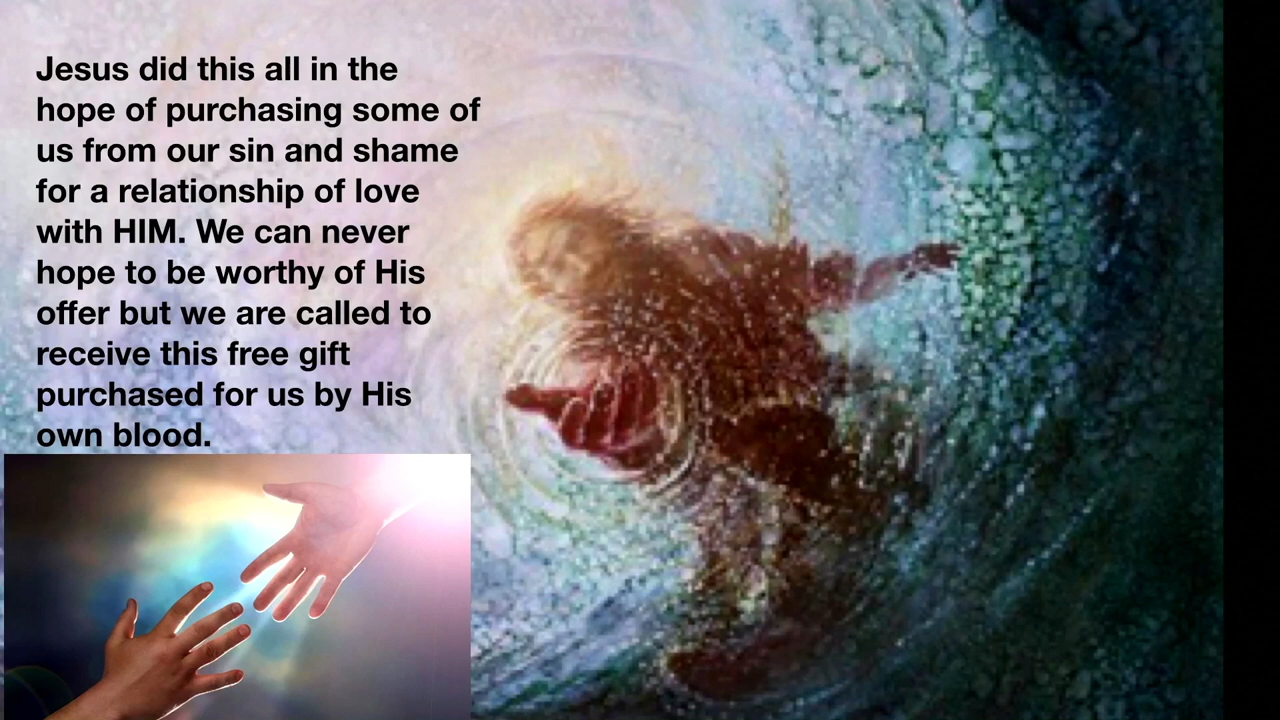 Jesus did this all in the
hope of purchasing some of
us from our sin and shame
for a relationship of love
with HIM. We can never
hope to be worthy of His
offer but we are called to
receive this free gift
purchased for us by His
own blood.